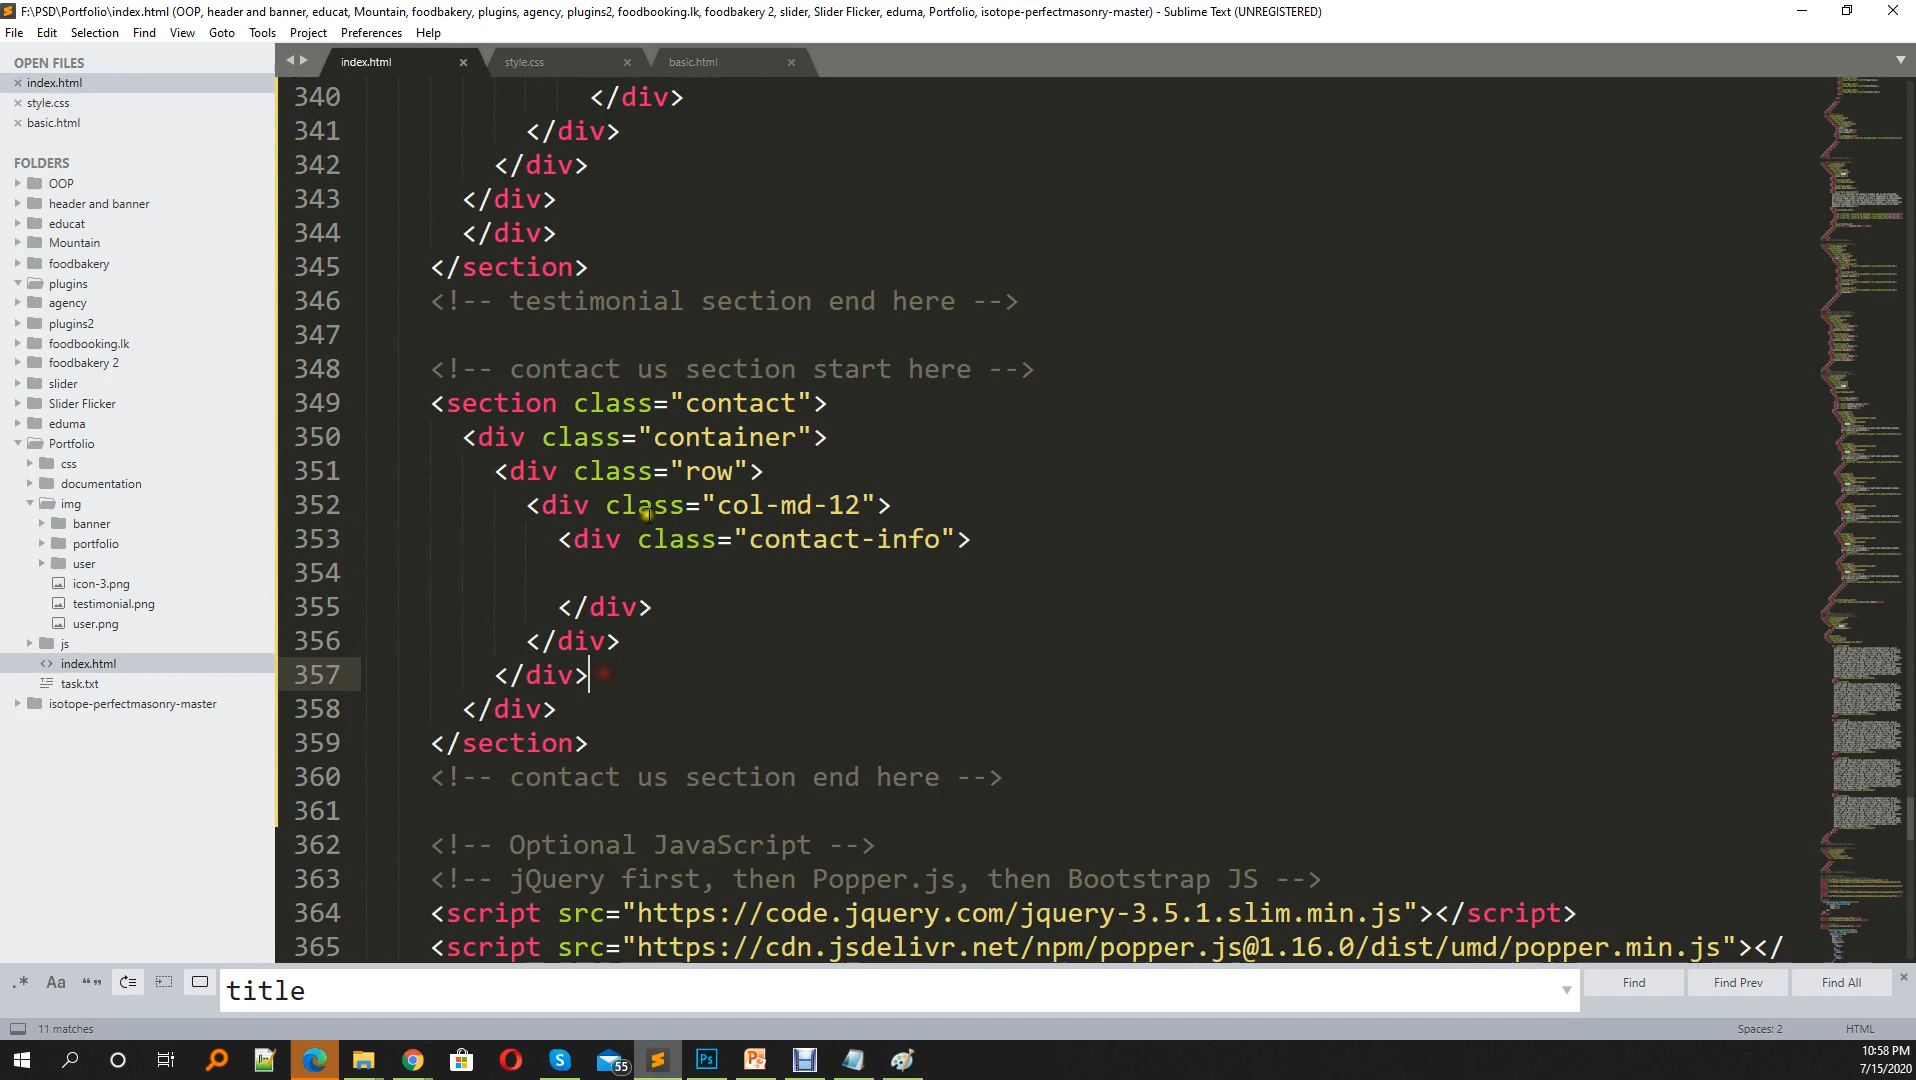 F:\PSD\Portfolio\index.html (OOP, header and banner, educat, Mountain, foodbakery, plugins, agency, plugins2, foodbooking.lk, foodbakery 2, slider, Slider Flicker, eduma, Portfolio, isotope-perfectmasonry-master) - Sublime Text (UNREGISTERED)
File Edit Selection Find View Goto Tools Project Preferences Help
OPEN FILES
index.html
style.css
basic.html
FOLDERS
OOP
header and banner
educat
Mountain
foodbakery
plugins
agency
plugins2
foodbooking.lk
foodbakery 2
slider
Slider Flicker
eduma
Portfolio
css
documentation
img
banner
portfolio
user
icon-3.png
testimonial.png
user.png
js
index.html
task.txt
isotope-perfectmasonry-master
index.html style.css basic.html
340 </div>
341 </div>
342 </div>
343 </div>
344 </div>
345 </section>
346 <!-- testimonial section end here -->
347
348 <!-- contact us section start here -->
349 <section class="contact">
350 <div class="container">
351 <div class="row">
352 <div class="col-md-12">
353 <div class="contact-info">
354
355 </div>
356 </div>
357 </div>
358 </div>
359 </section>
360 <!-- contact us section end here -->
361
362 <!-- Optional JavaScript -->
363 <!-- jQuery first, then Popper.js, then Bootstrap JS -->
364 <script src="https://code.jquery.com/jquery-3.5.1.slim.min.js"></script>
365 <script src="https://cdn.jsdelivr.net/npm/popper.js@1.16.0/dist/umd/popper.min.js"></
.* Aa “” title Find Find Prev Find All
11 matches Spaces: 2 HTML
55 Ps
10:58 PM
7/15/2020